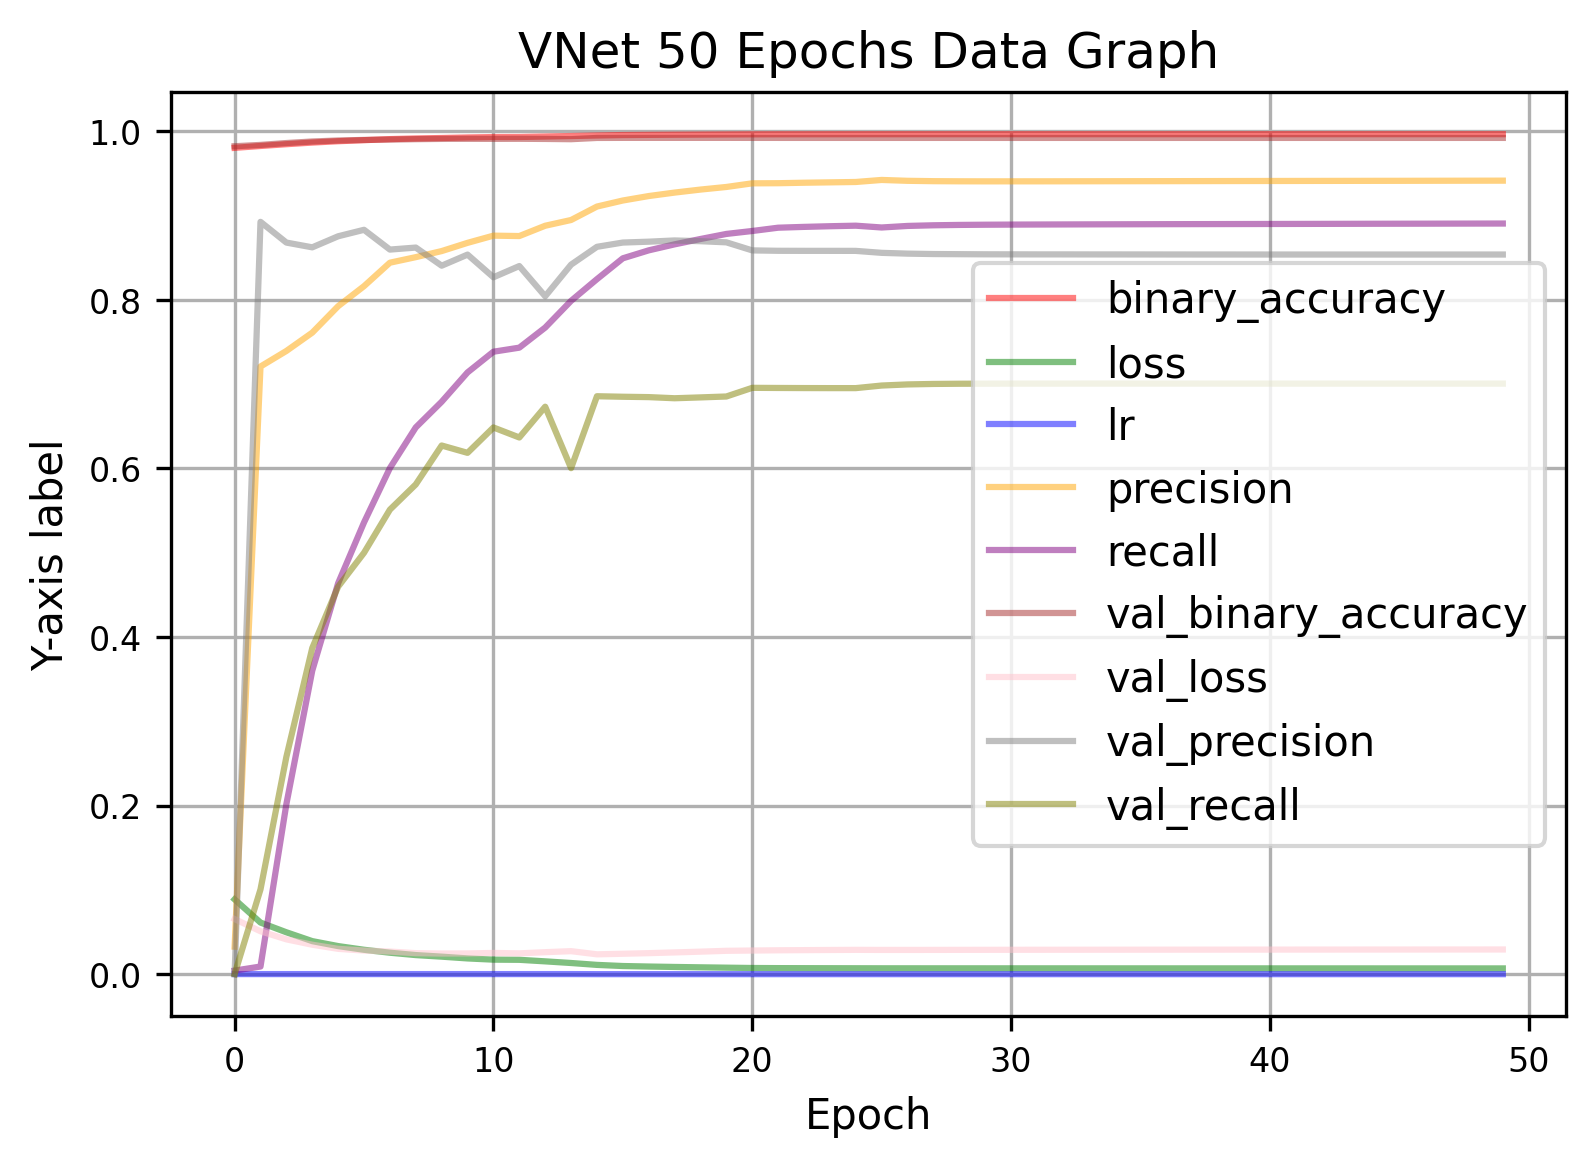 VNet 50 Epochs Data Graph
Y-axis label
1.0
0.8
0.6
0.4
0.2
0.0
binary_accuracy
loss
lr
precision
recall
val_binary_accuracy
val_loss
val_precision
val_recall
0 10 20 30 40 50
Epoch